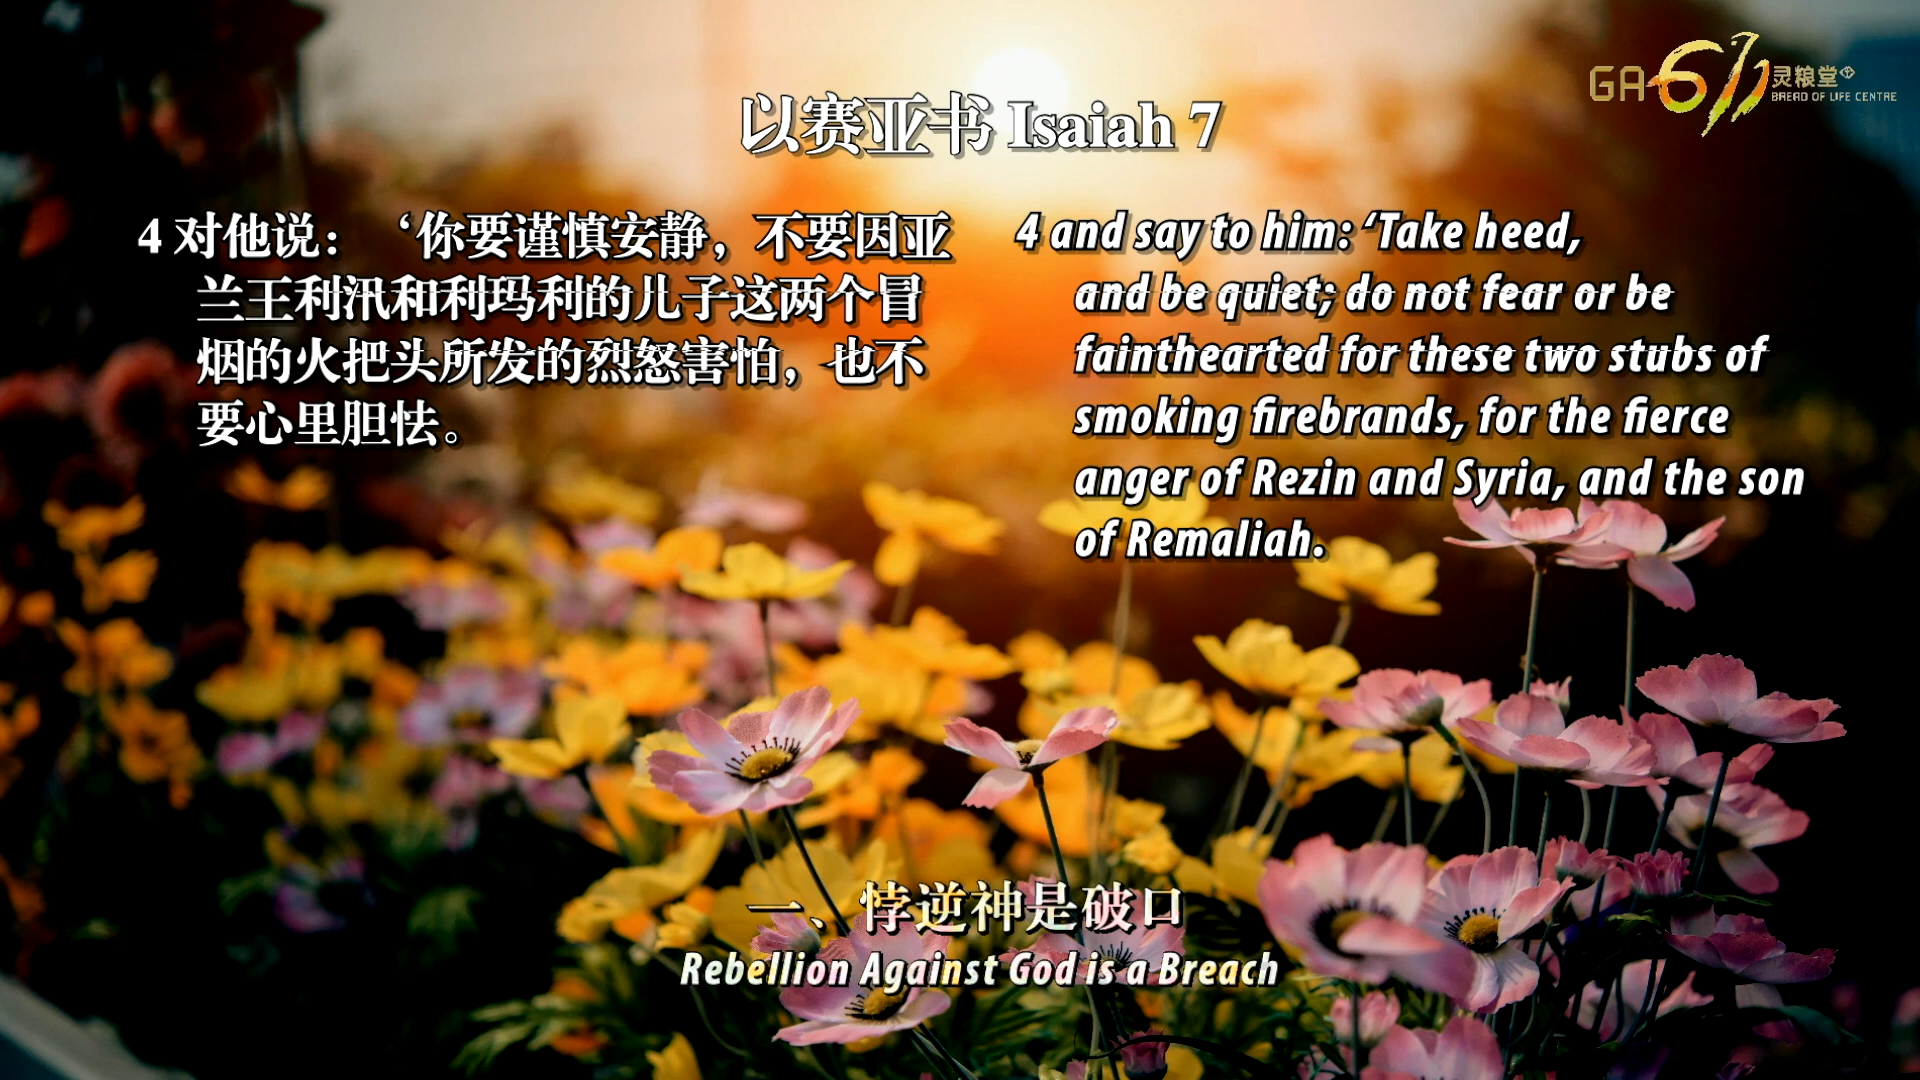 GA 611 灵粮堂
BREAD OF LIFE CENTRE
以赛亚书 Isaiah 7
4 对他说：‘你要谨慎安静，不要因亚
兰王利汛和利玛利的儿子这两个冒
烟的火把头所发的烈怒害怕，也不
要心里胆怯。
4 and say to him: ‘Take heed,
and be quiet; do not fear or be
fainthearted for these two stubs of
smoking firebrands, for the fierce
anger of Rezin and Syria, and the son
of Remaliah.
一、悖逆神是破口
Rebellion Against God is a Breach